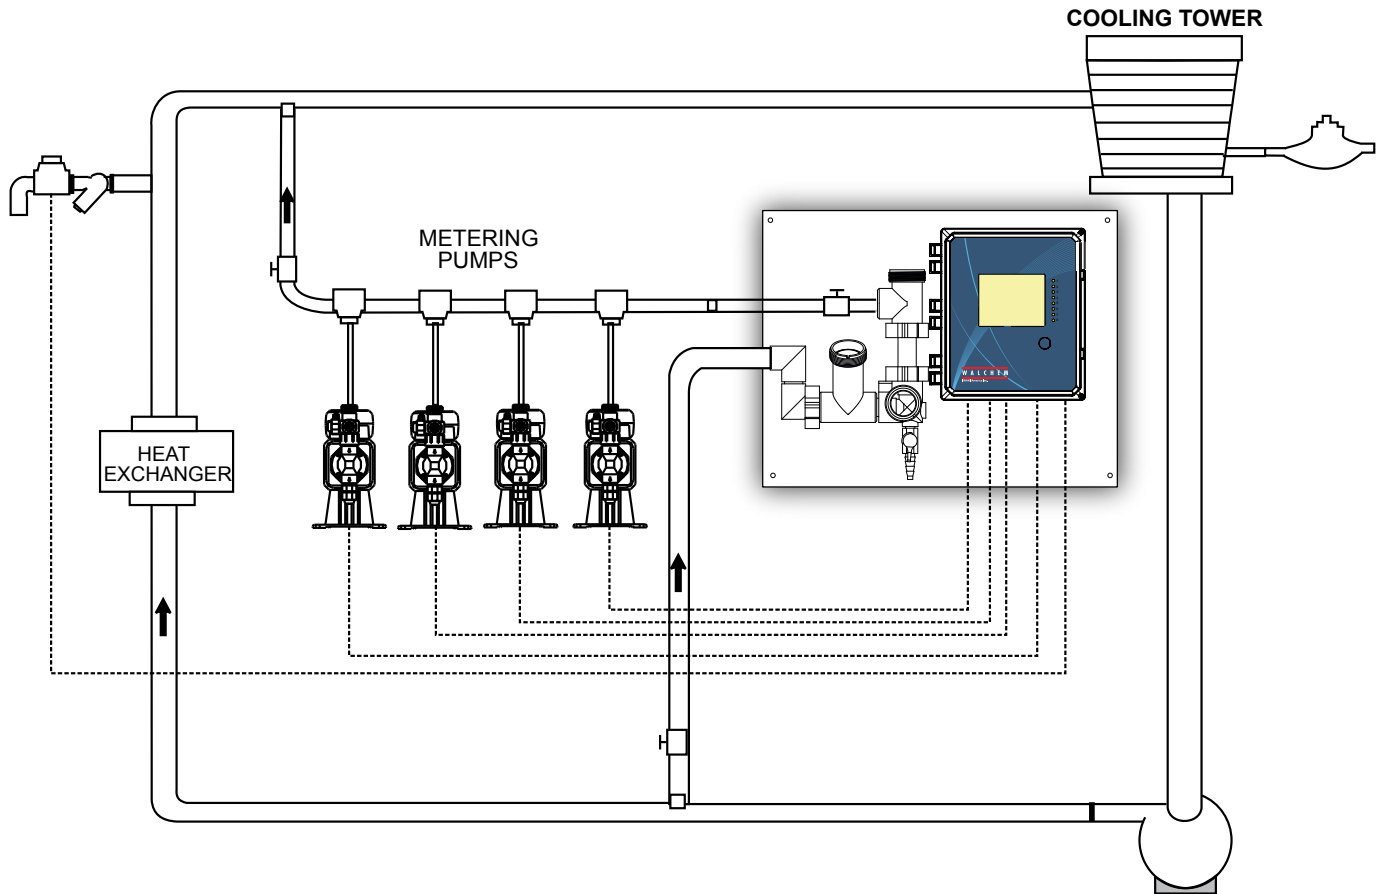 COOLING TOWER
METERING
PUMPS
WALCHEM
HEAT
EXCHANGER